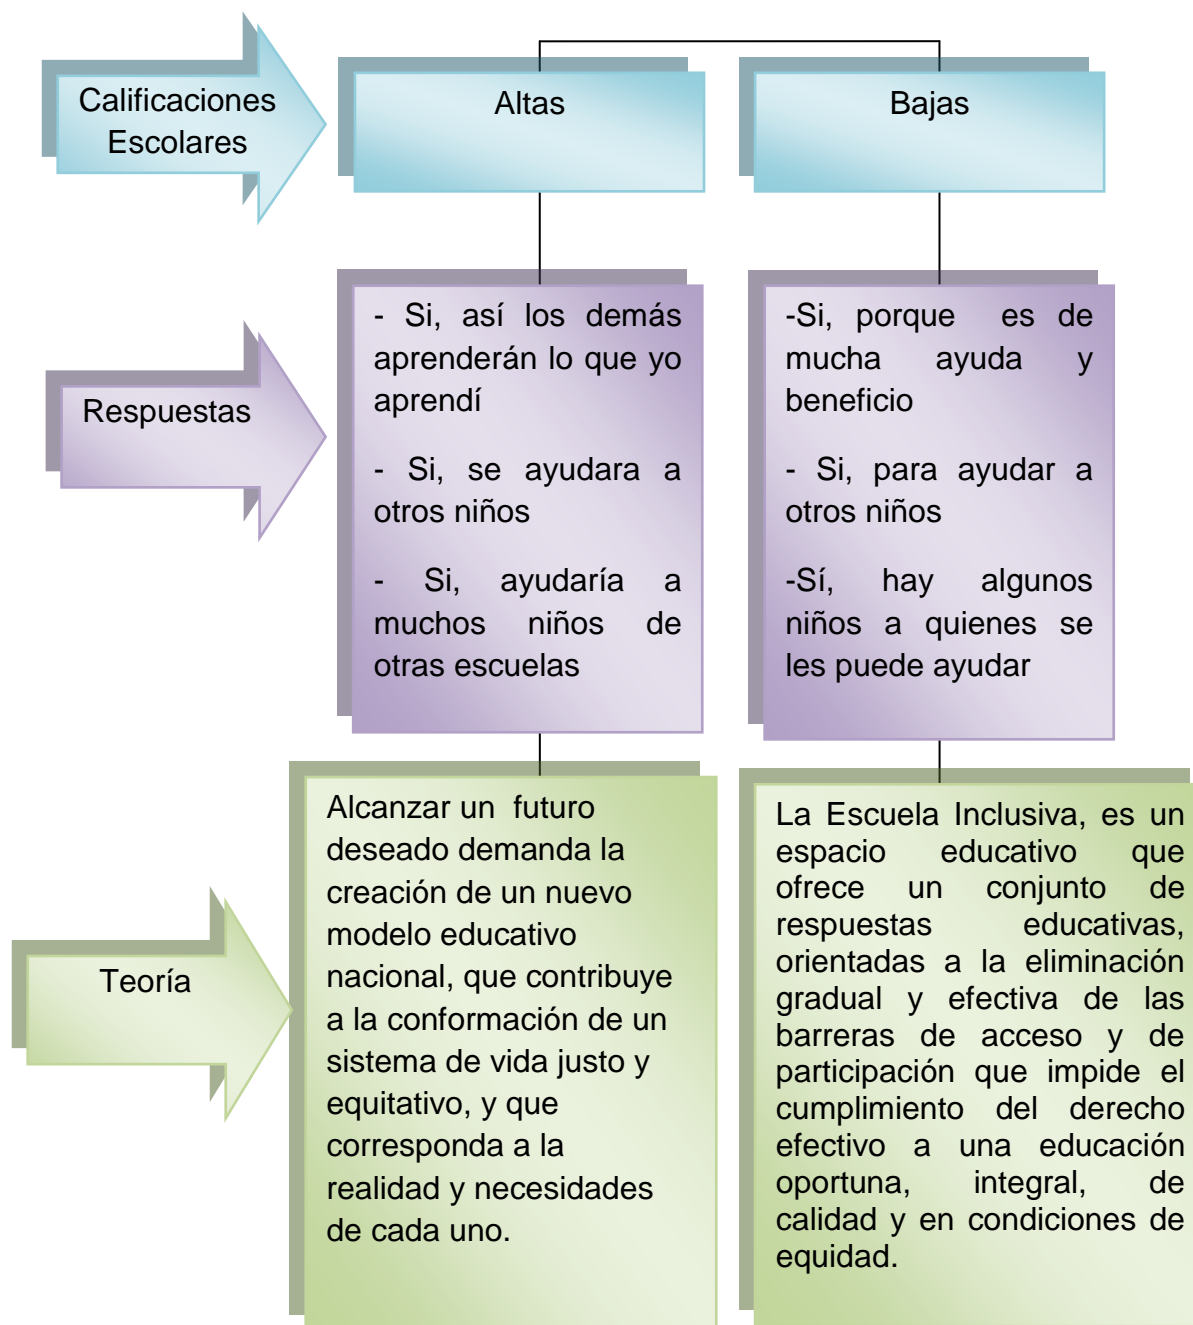 Calificaciones
Escolares
Altas
Bajas
Respuestas
- Si, así los demás
aprenderán lo que yo
aprendí
- Si, se ayudara a
otros niños
- Si, ayudaría a
muchos niños de
otras escuelas
-Si, porque es de
mucha ayuda y
beneficio
- Si, para ayudar a
otros niños
-Sí, hay algunos
niños a quienes se
les puede ayudar
Teoría
Alcanzar un futuro
deseado demanda la
creación de un nuevo
modelo educativo
nacional, que contribuye
a la conformación de un
sistema de vida justo y
equitativo, y que
corresponda a la
realidad y necesidades
de cada uno.
La Escuela Inclusiva, es un
espacio educativo que
ofrece un conjunto de
respuestas educativas,
orientadas a la eliminación
gradual y efectiva de las
barreras de acceso y de
participación que impide el
cumplimiento del derecho
efectivo a una educación
oportuna, integral, de
calidad y en condiciones de
equidad.